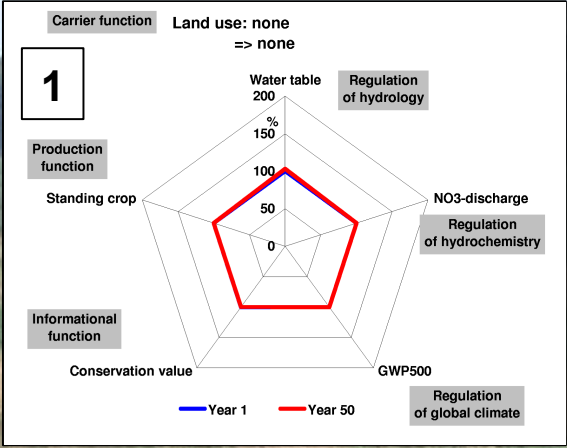 Carrier function
Land use: none
=> none
1
Water table
Regulation
of hydrology
200
%
150
Production
function
100
Standing crop
NO3-discharge
50
Regulation
of hydrochemistry
0
Informational
function
Conservation value
GWP500
Regulation
of global climate
Year 1
Year 50